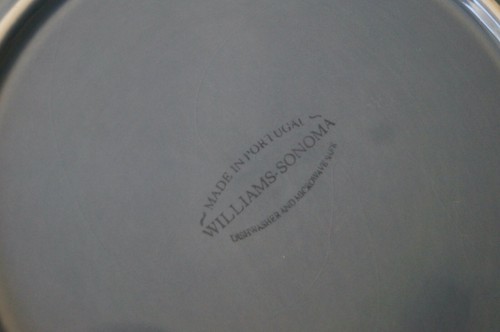 MADE IN PORTUGAL
WILLIAMS-SONOMA
DISHWASHER AND MICROWAVE SAFE